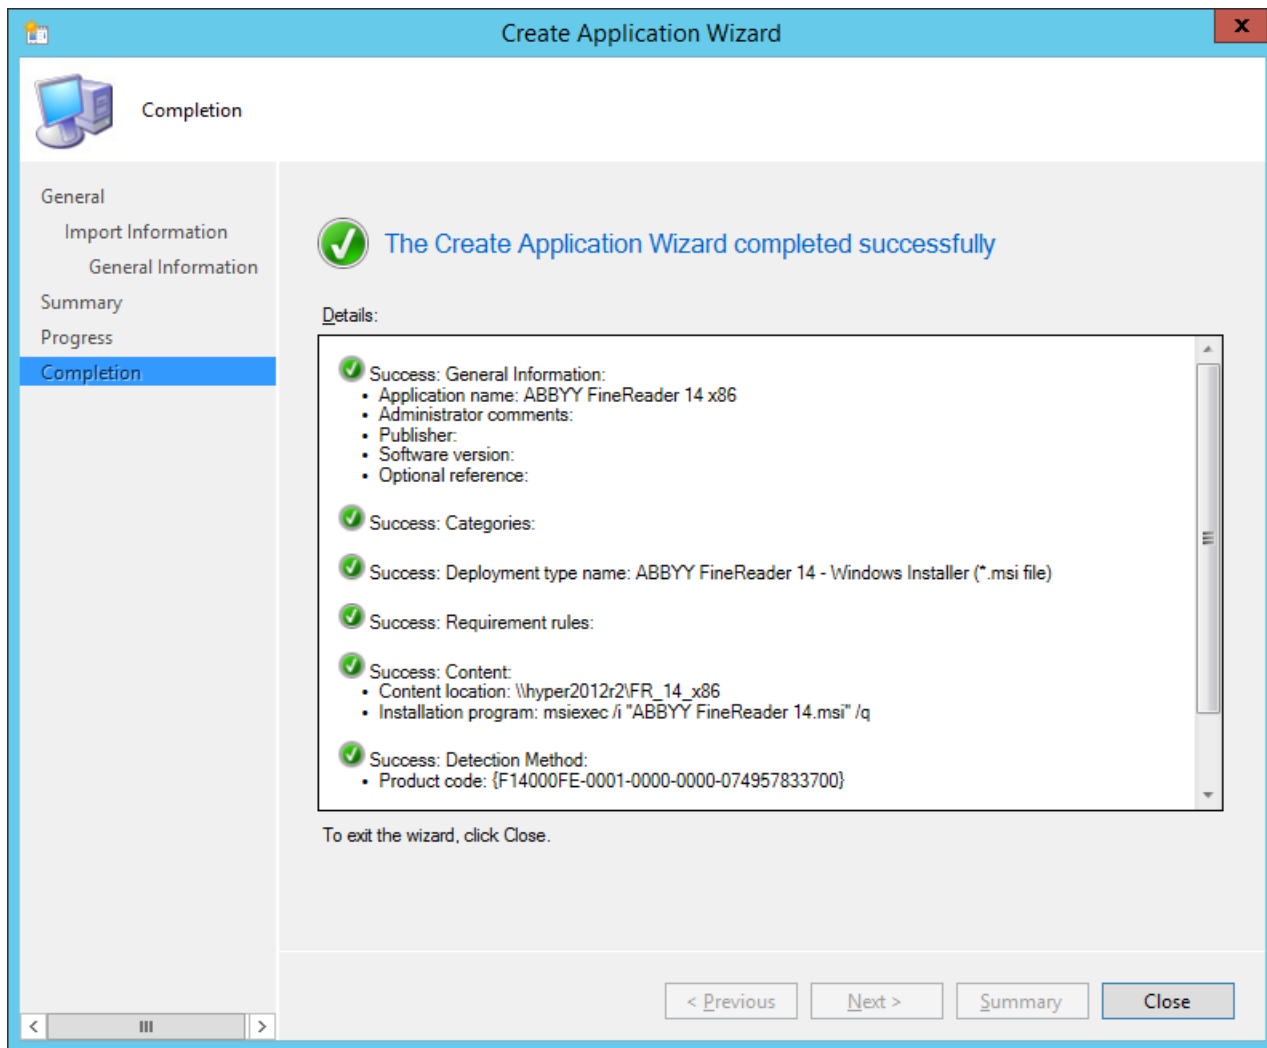 Create Application Wizard
x
Completion
General
Import Information
General Information
Summary
Progress
Completion
The Create Application Wizard completed successfully
Details:
Success: General Information:
• Application name: ABBYY FineReader 14 x86
• Administrator comments:
• Publisher:
• Software version:
• Optional reference:
Success: Categories:
Success: Deployment type name: ABBYY FineReader 14 - Windows Installer (*.msi file)
Success: Requirement rules:
Success: Content:
• Content location: \\hyper2012r2\FR_14_x86
• Installation program: msiexec /i "ABBYY FineReader 14.msi" /q
Success: Detection Method:
• Product code: {F14000FE-0001-0000-0000-074957833700}
To exit the wizard, click Close.
< Previous
Next >
Summary
Close